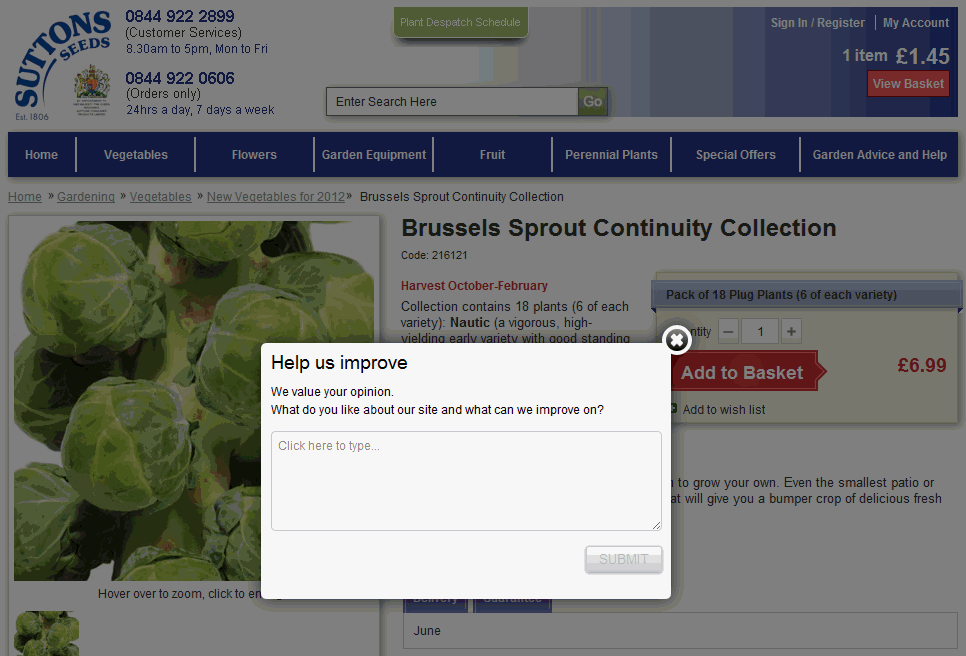 SUTTONS
SEEDS
Est. 1806
0844 922 2899
(Customer Services)
8.30am to 5pm, Mon to Fri
0844 922 0606
(Orders only)
24hrs a day, 7 days a week
Plant Despatch Schedule
Enter Search Here
Go
Sign In / Register
My Account
1 item £1.45
View Basket
Home
Vegetables
Flowers
Garden Equipment
Fruit
Perennial Plants
Special Offers
Garden Advice and Help
Home » Gardening » Vegetables » New Vegetables for 2012» Brussels Sprout Continuity Collection
Brussels Sprout Continuity Collection
Code: 216121
Harvest October-February
Collection contains 18 plants (6 of each
variety): Nautic (a vigorous, high-
yielding early variety with good standing
Pack of 18 Plug Plants (6 of each variety)
1
Add to Basket
£6.99
Add to wish list
Help us improve
We value your opinion.
What do you like about our site and what can we improve on?
Click here to type...
SUBMIT
to grow your own. Even the smallest patio or
will give you a bumper crop of delicious fresh
Hover over to zoom, click to
Delivery
Guarantee
June